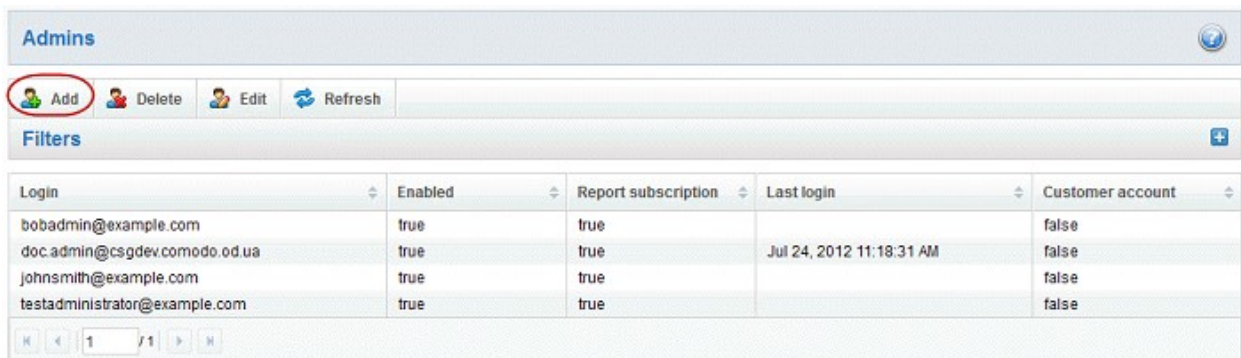 Admins
Add Delete Edit Refresh
Filters
Login Enabled Report subscription Last login Customer account
bobadmin@example.com true true false
doc.admin@csgdev.comodo.od.ua true true Jul 24, 2012 11:18:31 AM false
johnsmith@example.com true true false
testadministrator@example.com true true false
1 / 1